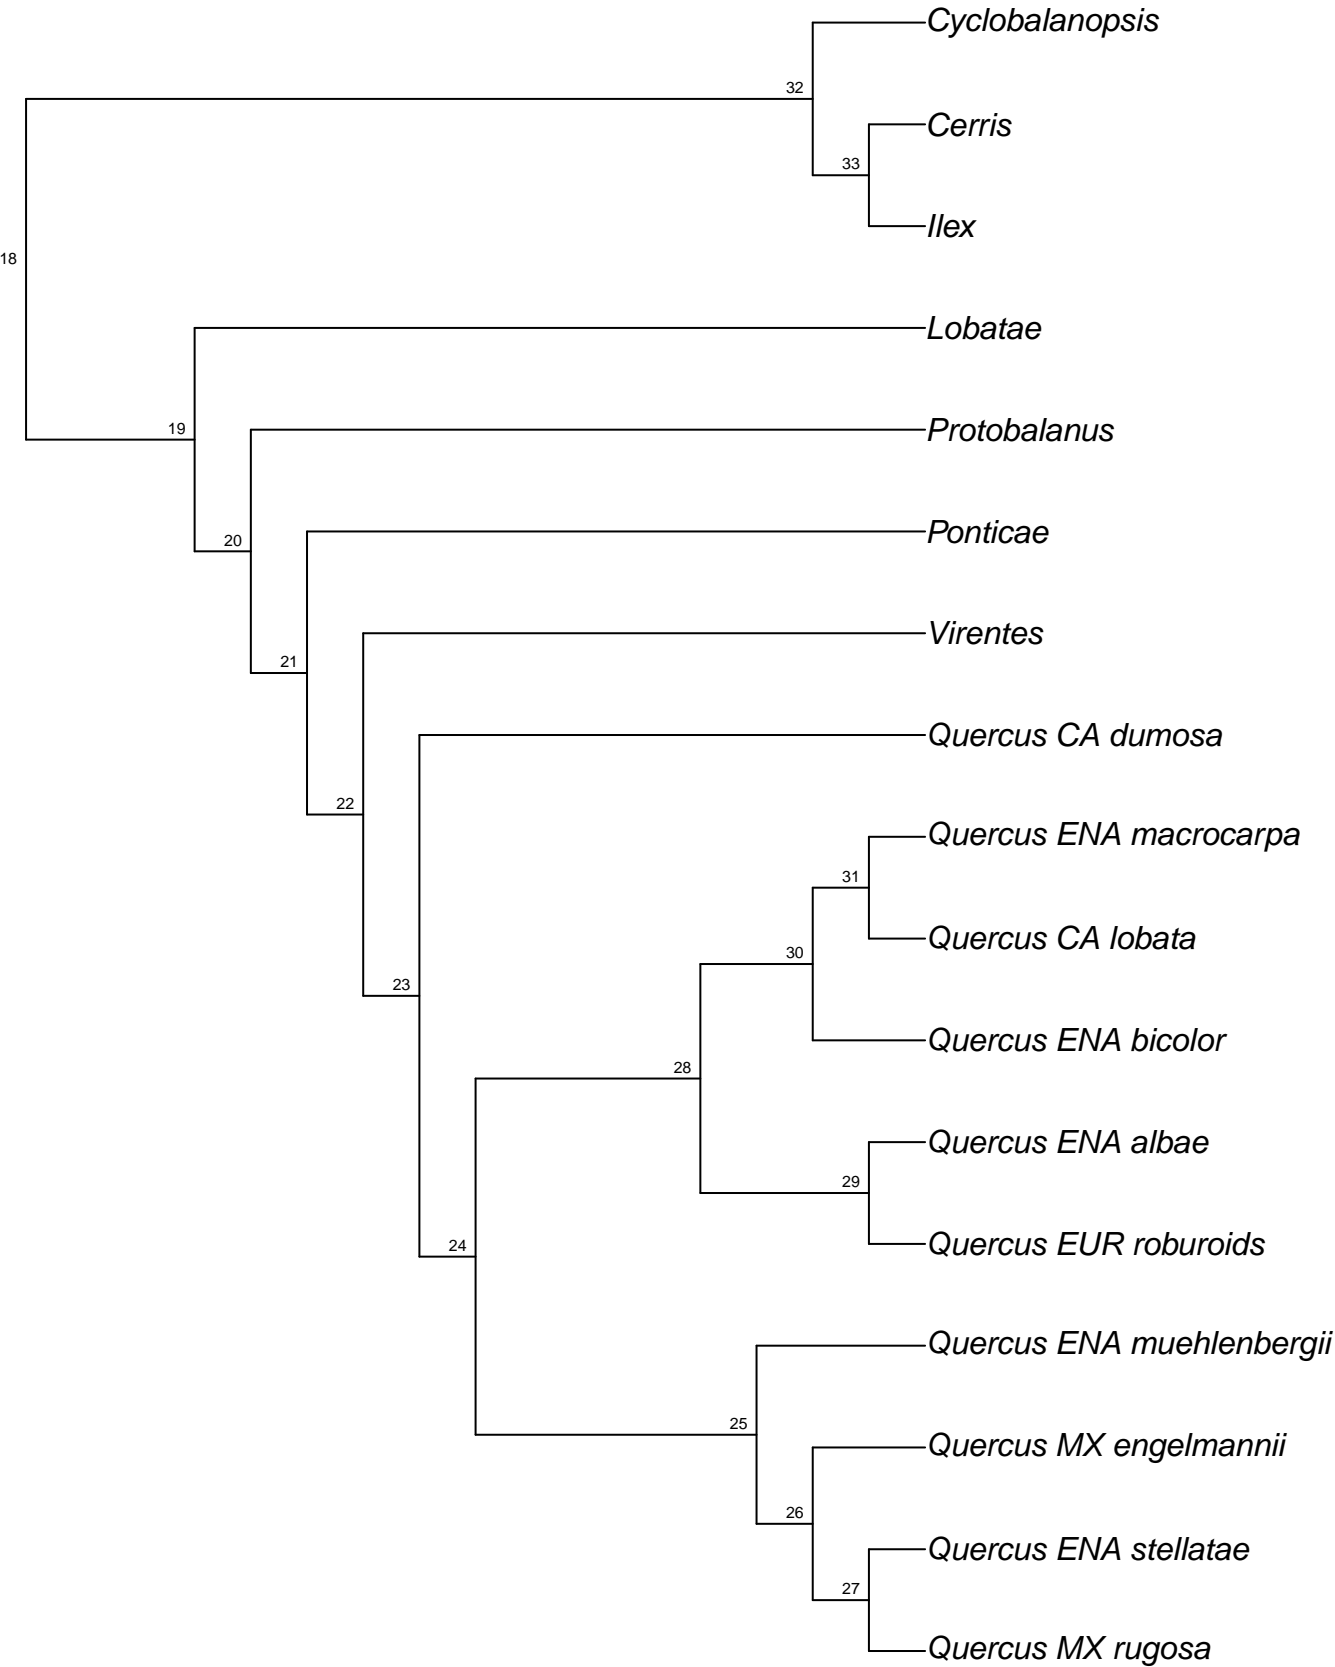 Cyclobalanopsis
32
Cerris
33
Ilex
18
Lobatae
19
Protobalanus
20
Ponticae
21
Virentes
Quercus CA dumosa
22
Quercus ENA macrocarpa
31
Quercus CA lobata
30
23
Quercus ENA bicolor
28
Quercus ENA albae
29
Quercus EUR roburoids
24
Quercus ENA muehlenbergii
25
Quercus MX engelmannii
26
Quercus ENA stellatae
27
Quercus MX rugosa